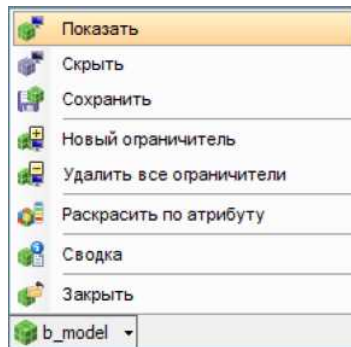 Показать
Скрыть
Сохранить
Новый ограничитель
Удалить все ограничители
Раскрасить по атрибуту
Сводка
Закрыть
b_model